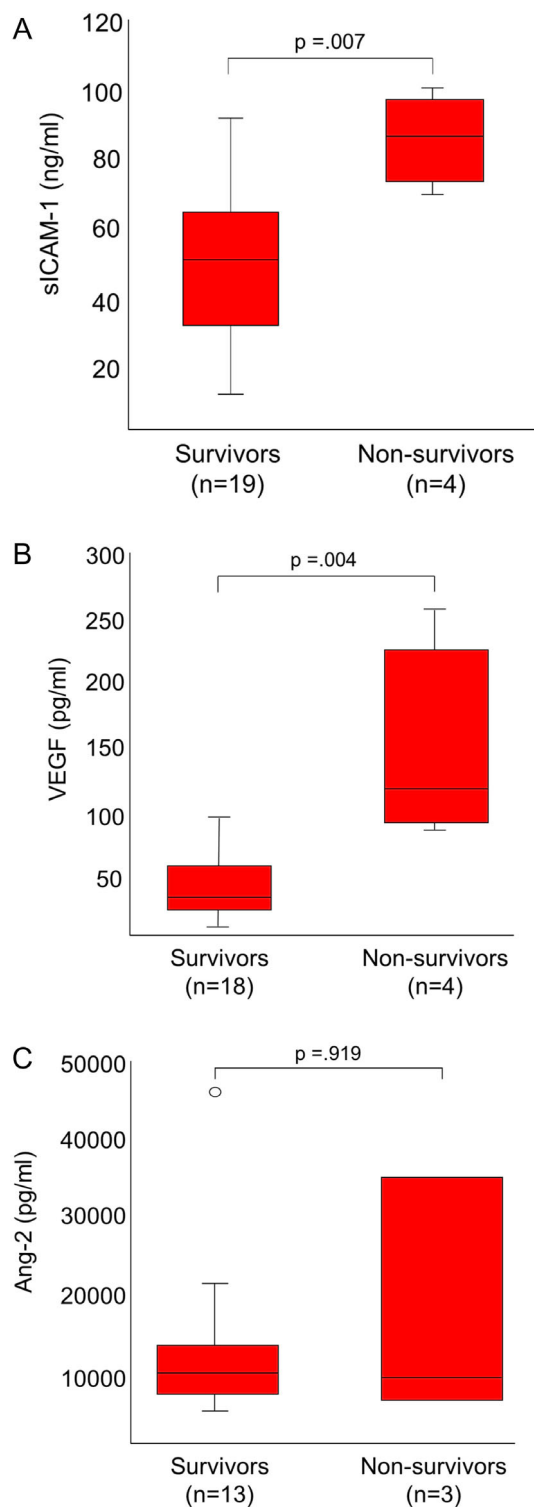 A
120
p =.007
100
80
60
40
20
sICAM-1 (ng/ml)
Survivors
(n=19)
Non-survivors
(n=4)
B
300
p =.004
250
200
150
100
50
VEGF (pg/ml)
Survivors
(n=18)
Non-survivors
(n=4)
C
50000
p =.919
40000
30000
20000
10000
Ang-2 (pg/ml)
Survivors
(n=13)
Non-survivors
(n=3)